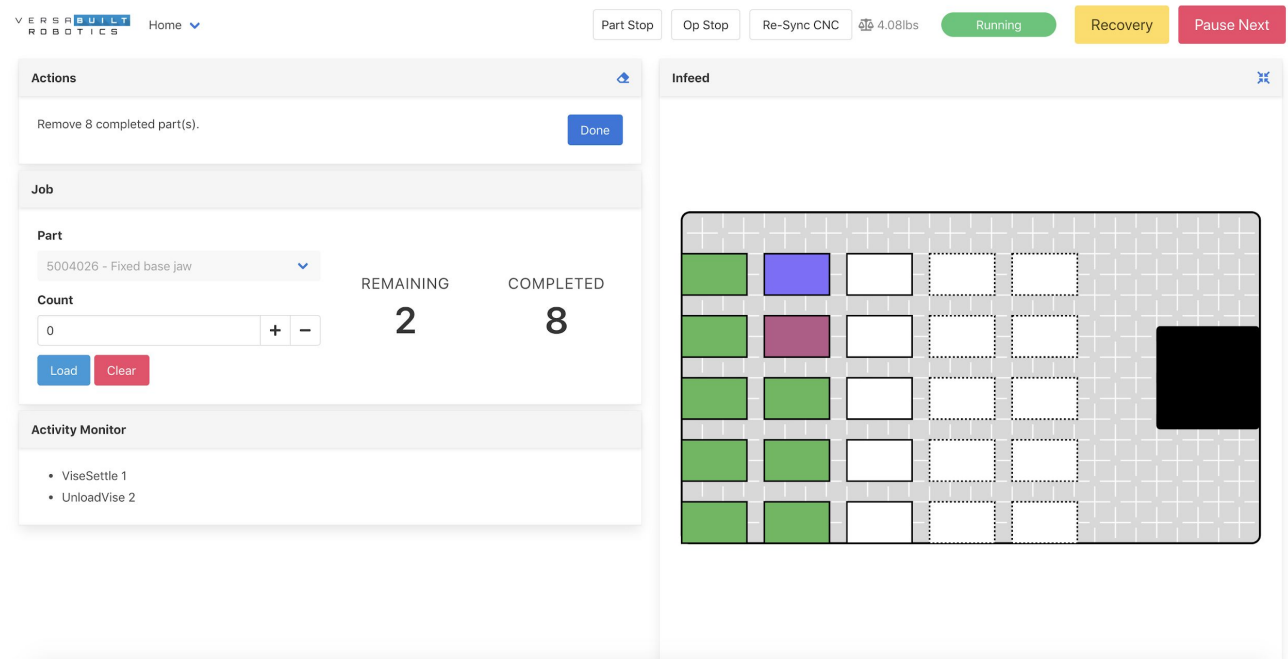 VERSABUILT
ROBOTICS
Home
Part Stop
Op Stop
Re-Sync CNC
4.08lbs
Running
Recovery
Pause Next
Actions
Remove 8 completed part(s).
Done
Job
Part
5004026 - Fixed base jaw
Count
0
+
−
Load
Clear
REMAINING
2
COMPLETED
8
Activity Monitor
• ViseSettle 1
• UnloadVise 2
Infeed